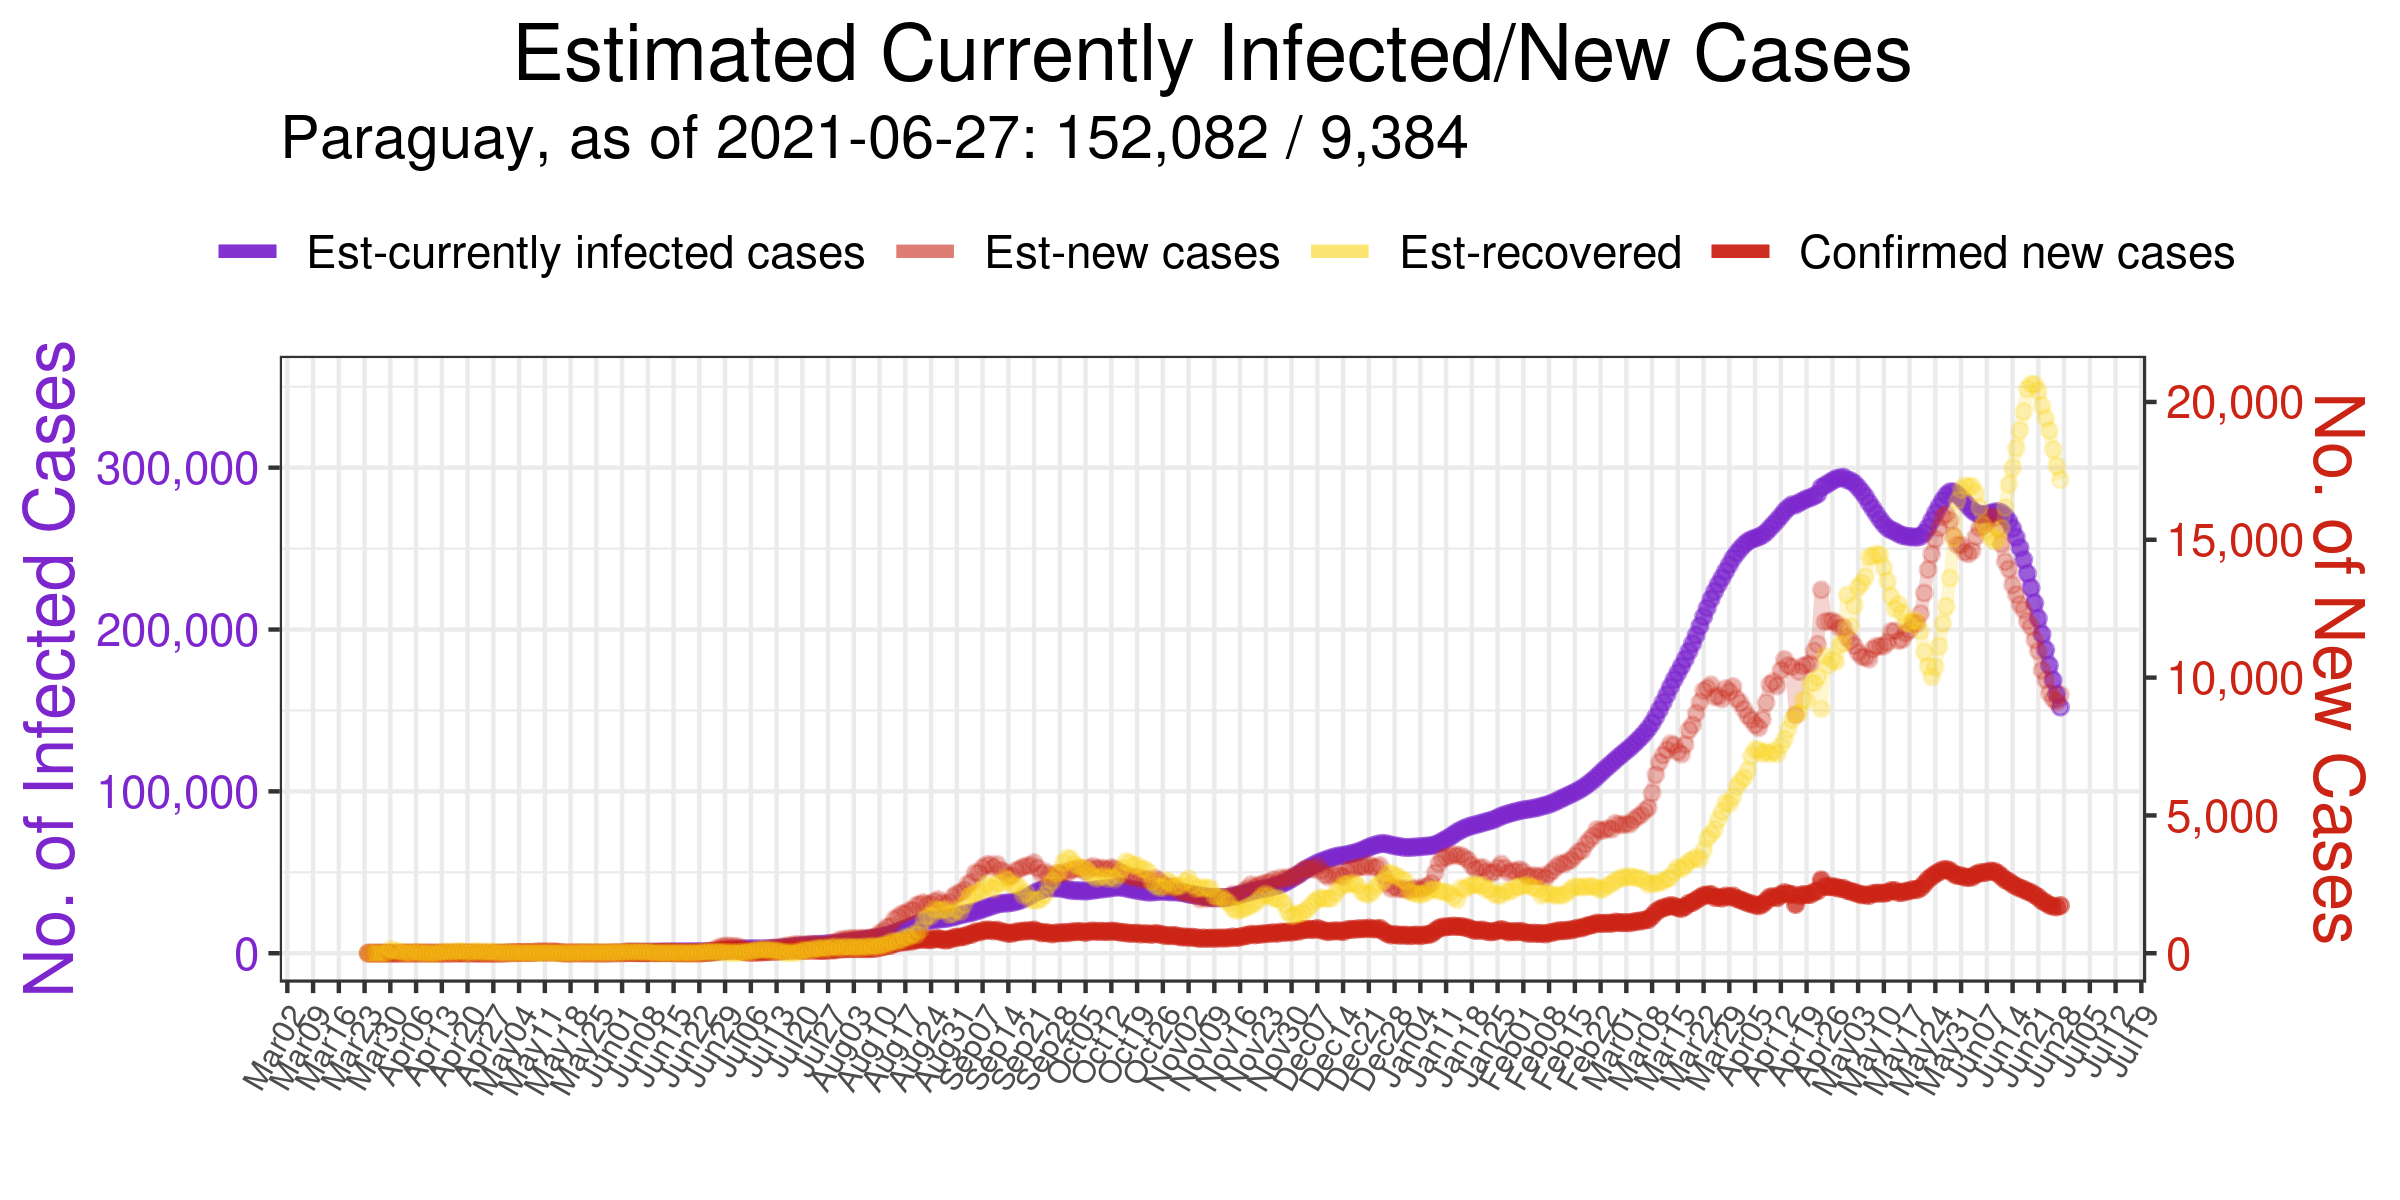 Estimated Currently Infected/New Cases
Paraguay, as of 2021-06-27: 152,082 / 9,384
Est-currently infected cases
Est-new cases
Est-recovered
Confirmed new cases
No. of Infected Cases
300,000
200,000
100,000
0
20,000
15,000
10,000
5,000
0
No. of New Cases
Mar02
Mar09
Mar16
Mar23
Mar30
Apr06
Apr13
Apr20
Apr27
May04
May11
May18
May25
Jun01
Jun08
Jun15
Jun22
Jun29
Jul06
Jul13
Jul20
Jul27
Aug03
Aug10
Aug17
Aug24
Aug31
Sep07
Sep14
Sep21
Sep28
Oct05
Oct12
Oct19
Oct26
Nov02
Nov09
Nov16
Nov23
Nov30
Dec07
Dec14
Dec21
Dec28
Jan04
Jan11
Jan18
Jan25
Feb01
Feb08
Feb15
Feb22
Mar01
Mar08
Mar15
Mar22
Mar29
Apr05
Apr12
Apr19
Apr26
May03
May10
May17
May24
May31
Jun07
Jun14
Jun21
Jun28
Jul05
Jul12
Jul19